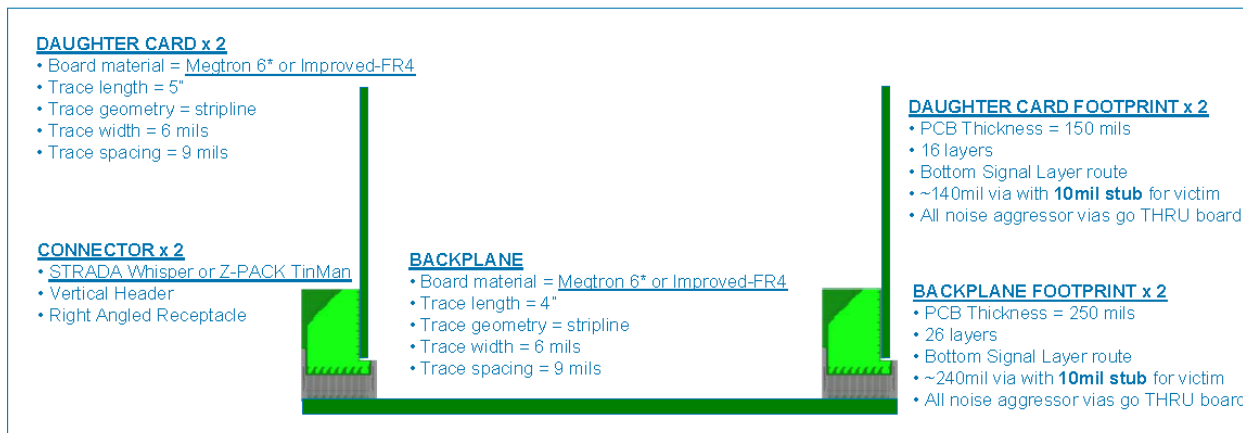 DAUGHTER CARD x 2
• Board material = Megtron 6* or Improved-FR4
• Trace length = 5"
• Trace geometry = stripline
• Trace width = 6 mils
• Trace spacing = 9 mils
CONNECTOR x 2
• STRADA Whisper or Z-PACK TinMan
• Vertical Header
• Right Angled Receptacle
BACKPLANE
• Board material = Megtron 6* or Improved-FR4
• Trace length = 4"
• Trace geometry = stripline
• Trace width = 6 mils
• Trace spacing = 9 mils
DAUGHTER CARD FOOTPRINT x 2
• PCB Thickness = 150 mils
• 16 layers
• Bottom Signal Layer route
• ~140mil via with 10mil stub for victim
• All noise aggressor vias go THRU board
BACKPLANE FOOTPRINT x 2
• PCB Thickness = 250 mils
• 26 layers
• Bottom Signal Layer route
• ~240mil via with 10mil stub for victim
• All noise aggressor vias go THRU board